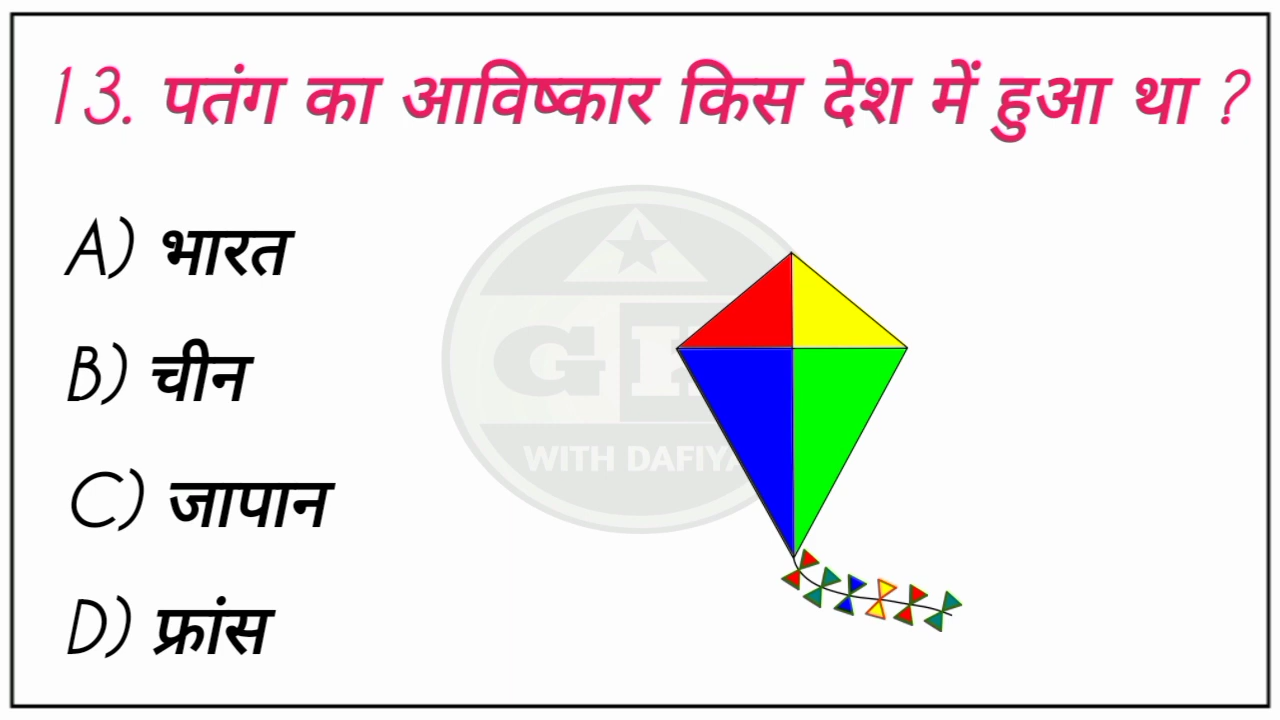 13. पतंग का आविष्कार किस देश में हुआ था ?
A) भारत
B) चीन
C) जापान
D) फ्रांस
G
WITH DAFIYA